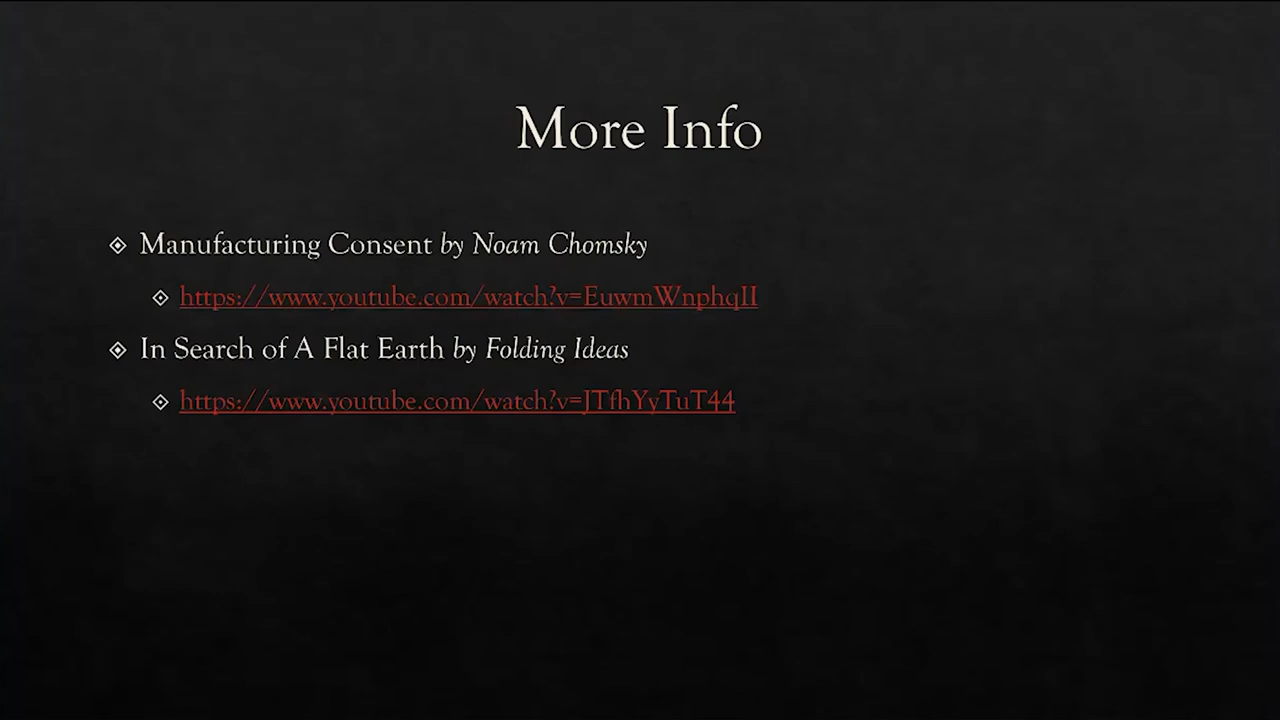 More Info
Manufacturing Consent by Noam Chomsky
https://www.youtube.com/watch?v=EuwmWnphqII
In Search of A Flat Earth by Folding Ideas
https://www.youtube.com/watch?v=JTfhYyTuT44